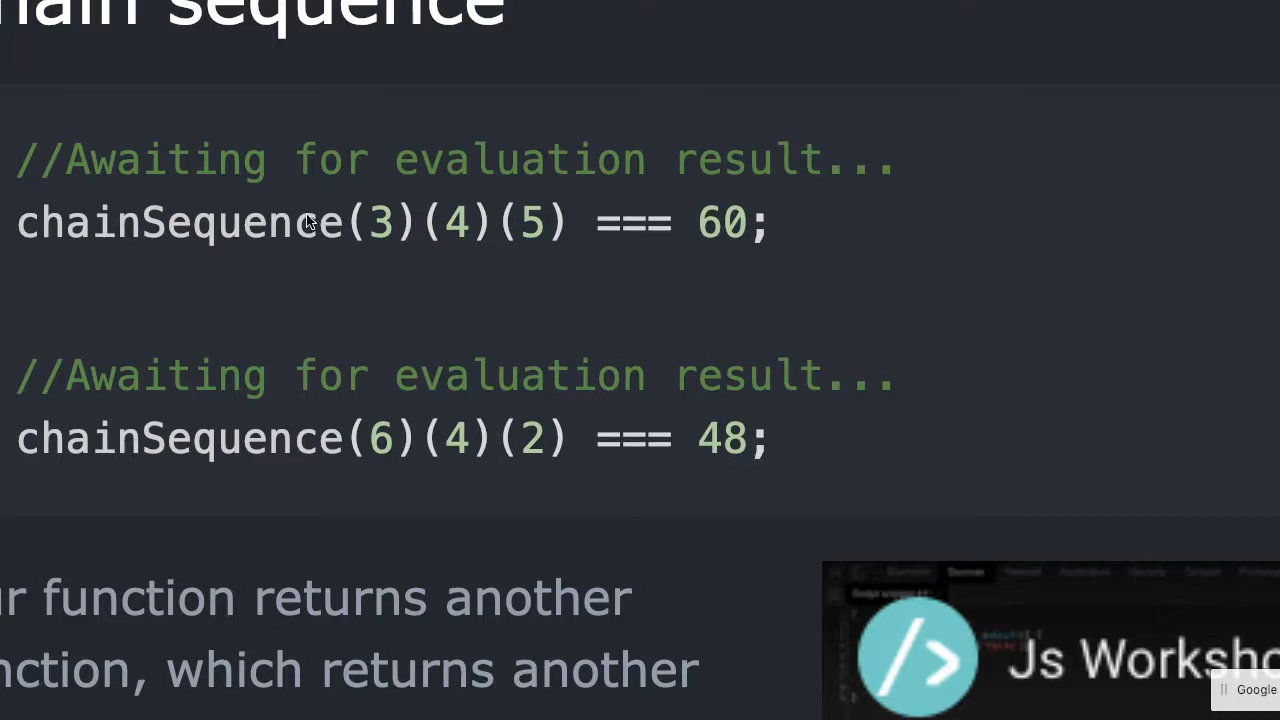 hain sequence
//Awaiting for evaluation result...
chainSequence(3)(4)(5) === 60;
//Awaiting for evaluation result...
chainSequence(6)(4)(2) === 48;
ur function returns another
nction, which returns another
</> Js Worksho
|| Google